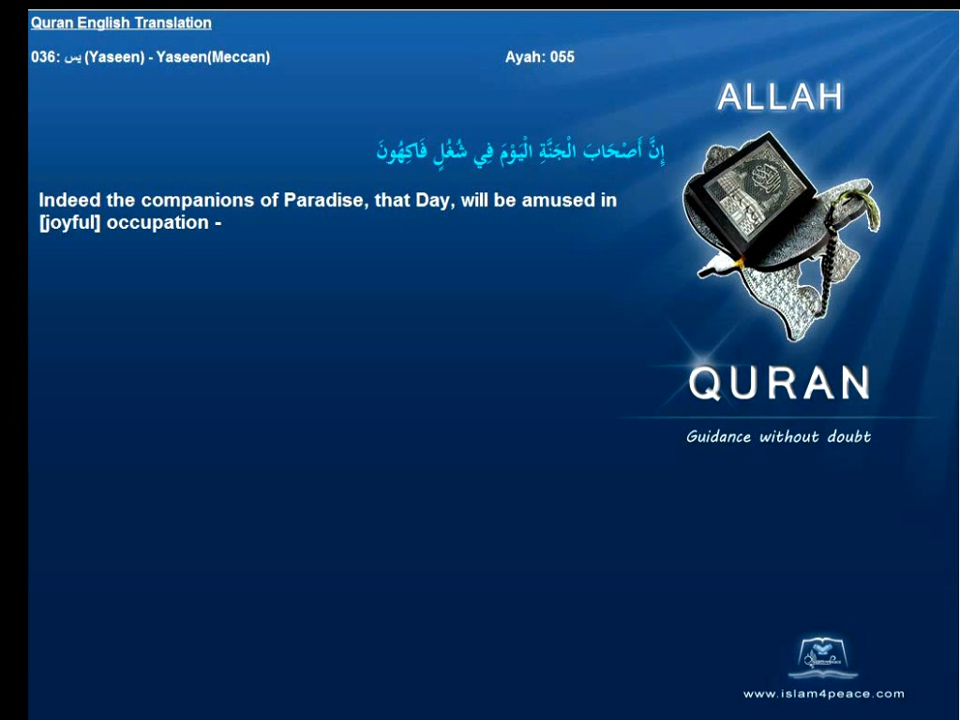 Quran English Translation
036: يس (Yaseen) - Yaseen(Meccan) Ayah: 055
ALLAH
إِنَّ أَصْحَابَ الْجَنَّةِ الْيَوْمَ فِي شُغُلٍ فَاكِهُونَ
Indeed the companions of Paradise, that Day, will be amused in
[joyful] occupation -
QURAN
Guidance without doubt
www.islam4peace.com